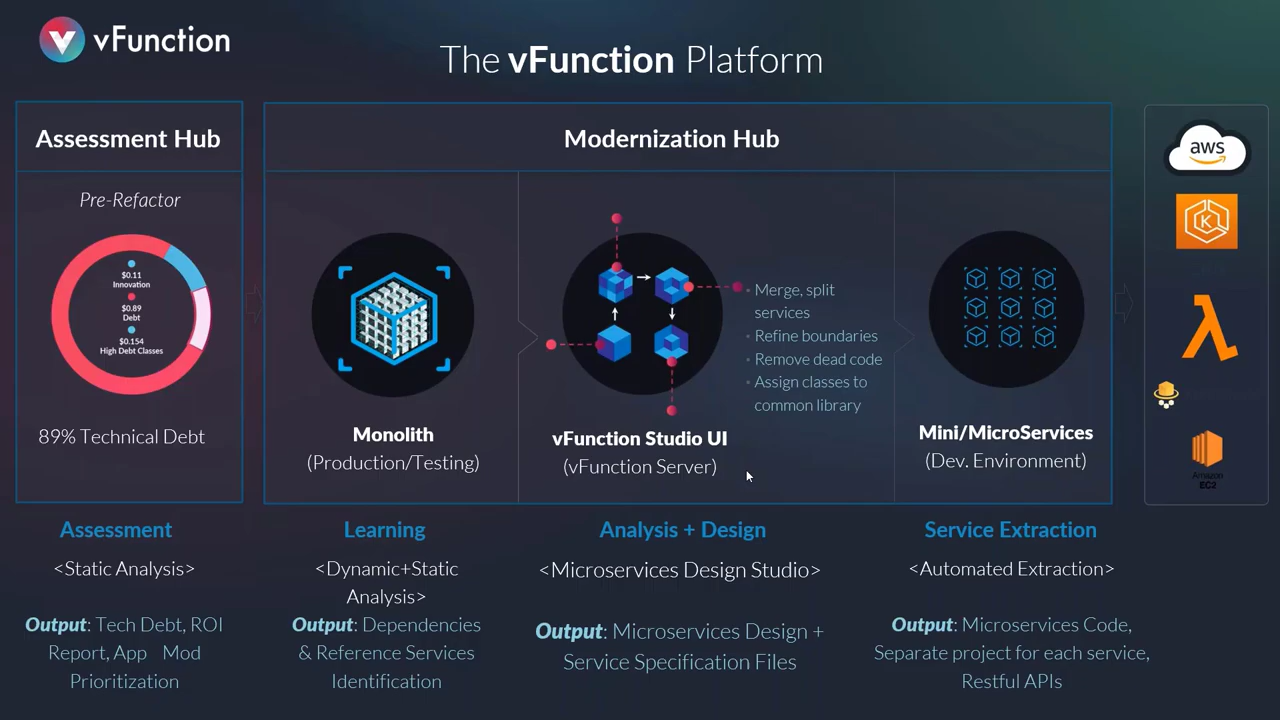 vFunction
The vFunction Platform
Assessment Hub
Pre-Refactor
$0.11
Innovation
$0.89
Debt
$0.154
High Debt Classes
89% Technical Debt
Modernization Hub
Monolith
(Production/Testing)
vFunction Studio UI
(vFunction Server)
• Merge, split
services
• Refine boundaries
• Remove dead code
• Assign classes to
common library
Mini/MicroServices
(Dev. Environment)
aws
K
Amazon
EC2
Assessment
<Static Analysis>
Output: Tech Debt, ROI
Report, App Mod
Prioritization
Learning
<Dynamic+Static
Analysis>
Output: Dependencies
& Reference Services
Identification
Analysis + Design
<Microservices Design Studio>
Output: Microservices Design +
Service Specification Files
Service Extraction
<Automated Extraction>
Output: Microservices Code,
Separate project for each service,
Restful APIs